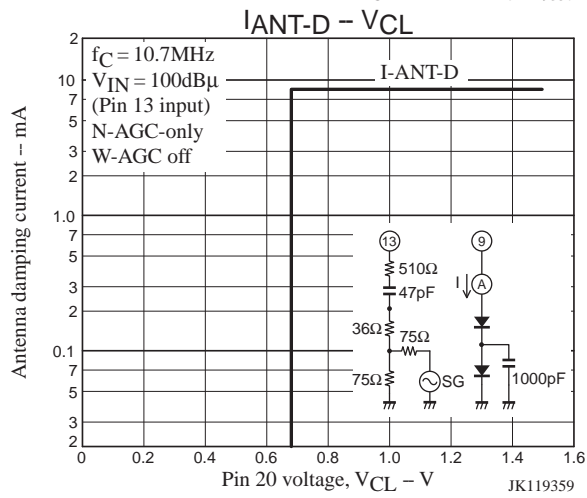 IANT-D – VCL
fC = 10.7MHz
VIN = 100dBμ
(Pin 13 input)
N-AGC-only
W-AGC off
I-ANT-D
Antenna damping current -- mA
2
10
7
5
3
2
1.0
7
5
3
2
0.1
7
5
3
2
13
9
510Ω
47pF
I
A
36Ω
75Ω
75Ω
SG
1000pF
0
0.2
0.4
0.6
0.8
1.0
1.2
1.4
1.6
Pin 20 voltage, VCL – V
JK119359